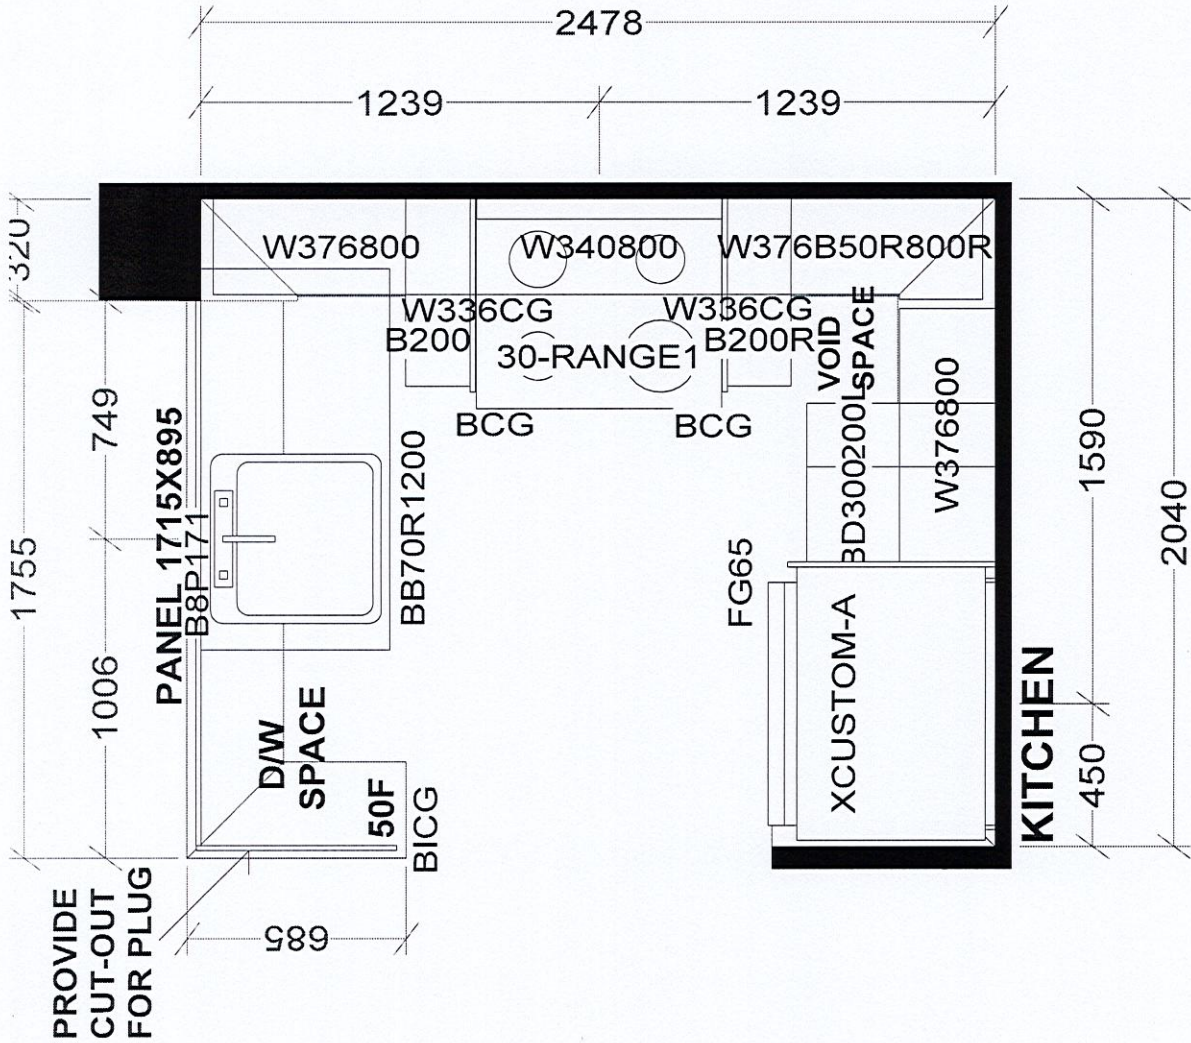 2478
1239
1239
320
W376800
W340800
W376B50R800R
W336CG
W336CG
B200
B200R
30-RANGE1
VOID
SPACE
BCG
BCG
749
1755
1006
PANEL 1715X895
B8P171
BB70R1200
BD300200L
W376800
1590
2040
FG65
XCUSTOM-A
450
KITCHEN
D/W
SPACE
50F
BICG
685
PROVIDE
CUT-OUT
FOR PLUG